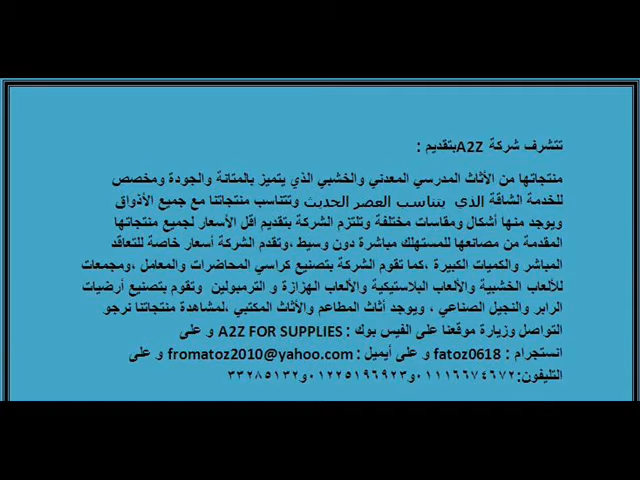 تتشرف شركة A2Zبتقديم :
منتجاتها من الأثاث المدرسي المعدني والخشبي الذي يتميز بالمتانة والجودة ومخصص
للخدمة الشاقة الذي يتناسب العصر الحديث وتتناسب منتجاتنا مع جميع الأذواق
ويوجد منها أشكال ومقاسات مختلفة وتلتزم الشركة بتقديم اقل الأسعار لجميع منتجاتها
المقدمة من مصانعها للمستهلك مباشرة دون وسيط ،وتقدم الشركة أسعار خاصة للتعاقد
المباشر والكميات الكبيرة ،كما تقوم الشركة بتصنيع كراسي المحاضرات والمعامل ،ومجمعات
للألعاب الخشبية والألعاب البلاستيكية والألعاب الهزازة و الترمبولين وتقوم بتصنيع أرضيات
الرابر والنجيل الصناعي ، ويوجد أثاث المطاعم والأثاث المكتبي ،لمشاهدة منتجاتنا نرجو
التواصل وزيارة موقعنا على الفيس بوك : A2Z FOR SUPPLIES و على
انستجرام : fatoz0618 و على أيميل : fromatoz2010@yahoo.com و على
التليفون:٠١١١٦٦٧٤٦٧٢و٠١٢٢٥١٩٦٩٢٣و٣٣٢٨٥١٣٢